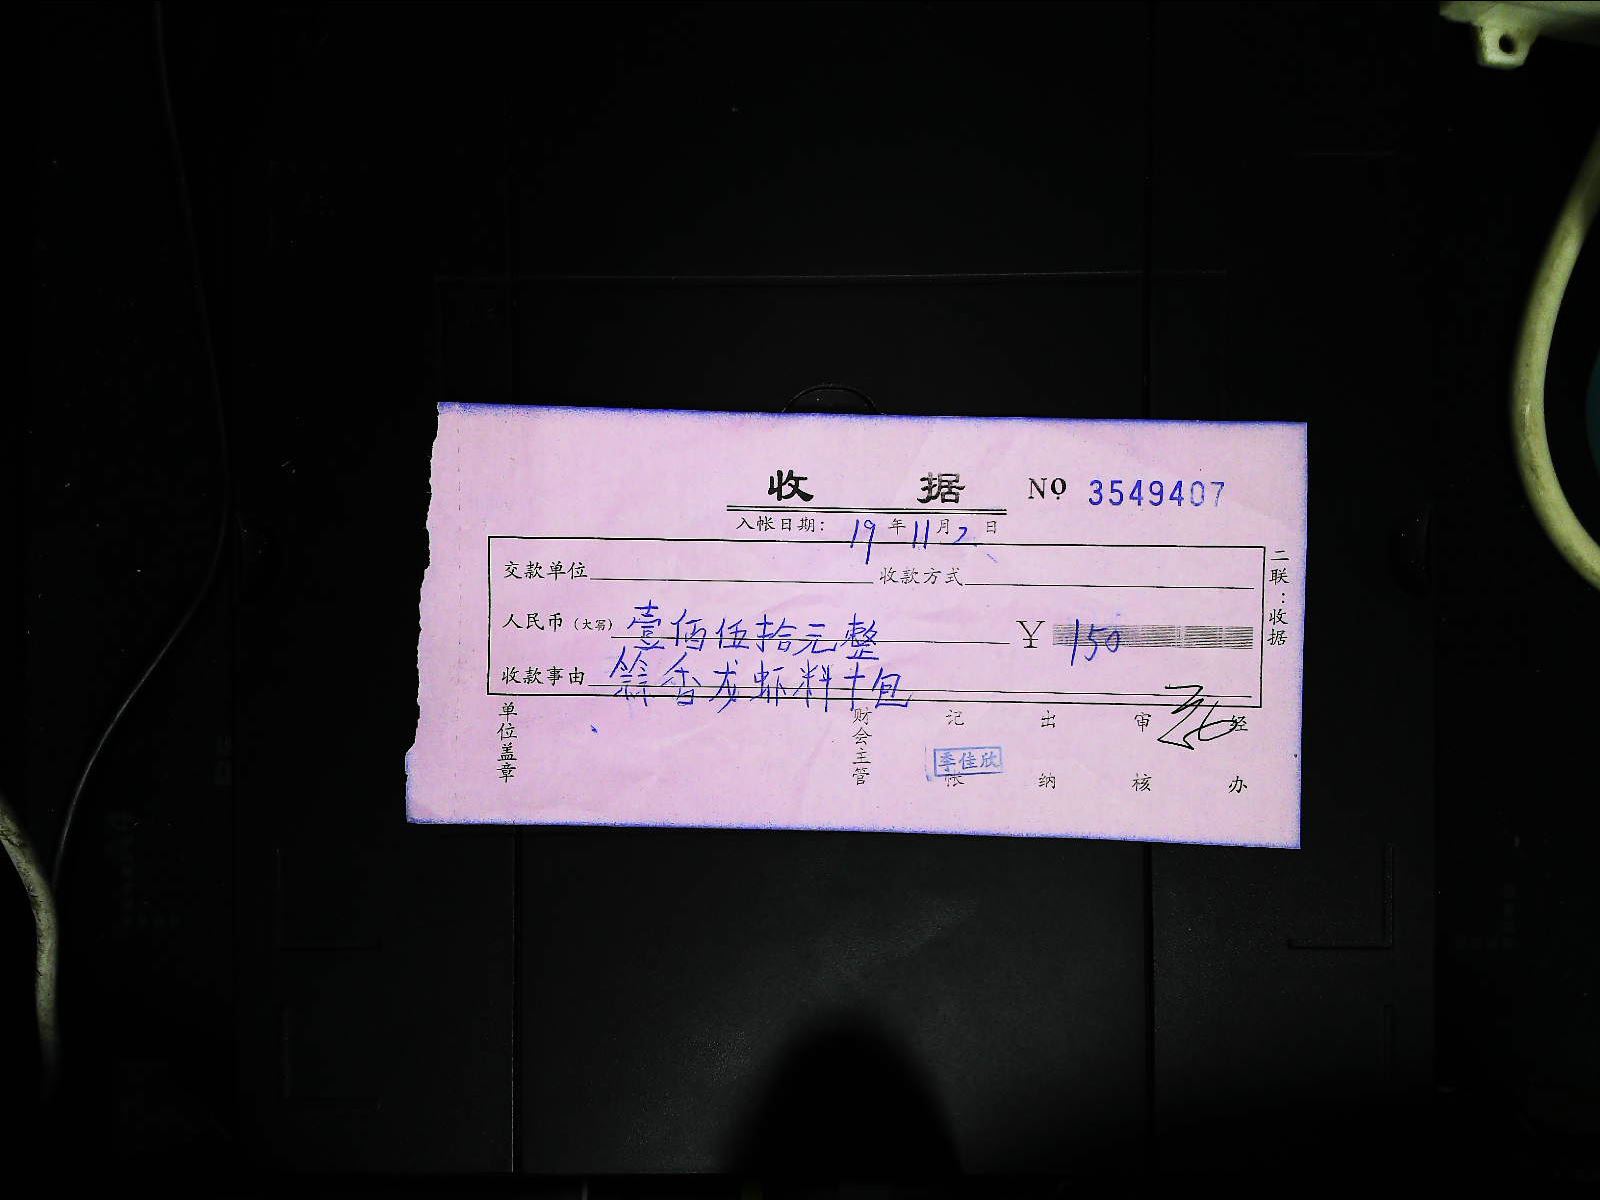 收 据 Nº 3549407
入帐日期： 19 年 11 月 2 日
交款单位 收款方式
人民币（大写） 壹佰伍拾元整 ￥ 150
收款事由 蒜香龙虾料十包
二联：收据
单位盖章 财会主管 记帐 出纳 审核 经办
李佳欣